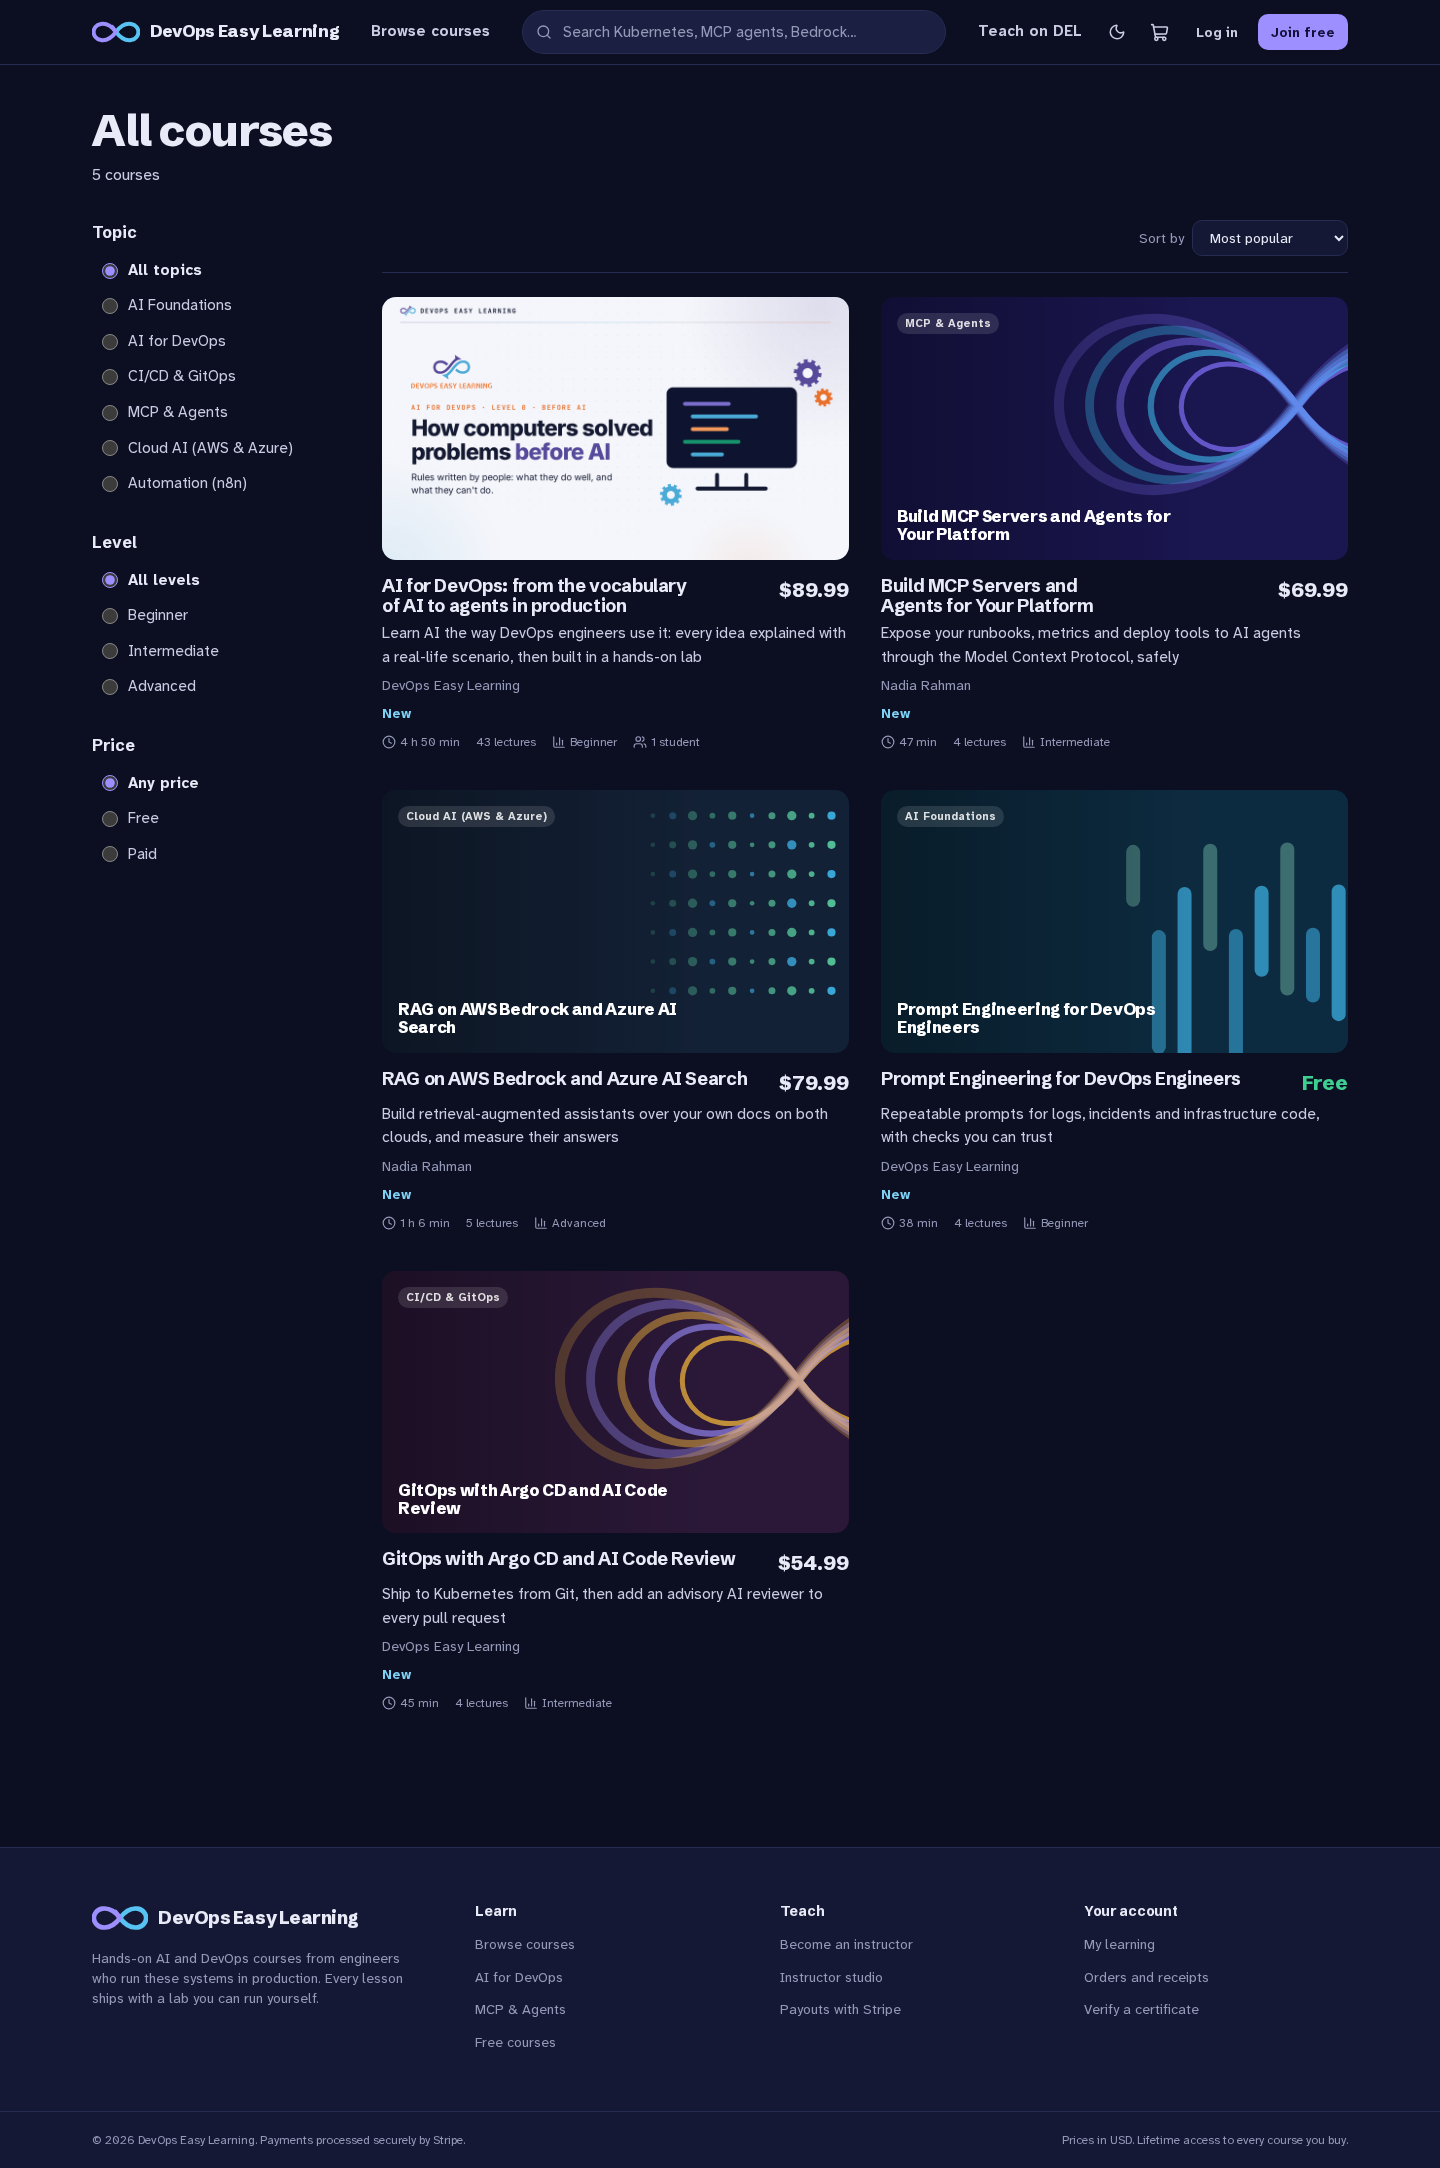 DevOps Easy Learning
Browse courses
Search Kubernetes, MCP agents, Bedrock...
Teach on DEL
Log in
Join free
All courses
5 courses
Topic
All topics
AI Foundations
AI for DevOps
CI/CD & GitOps
MCP & Agents
Cloud AI (AWS & Azure)
Automation (n8n)
Level
All levels
Beginner
Intermediate
Advanced
Price
Any price
Free
Paid
Sort by
Most popular
DEVOPS EASY LEARNING
DEVOPS EASY LEARNING
AI FOR DEVOPS · LEVEL 0 · BEFORE AI
How computers solved
problems before AI
Rules written by people: what they do well, and
what they can't do.
AI for DevOps: from the vocabulary
of AI to agents in production
$89.99
Learn AI the way DevOps engineers use it: every idea explained with
a real-life scenario, then built in a hands-on lab
DevOps Easy Learning
New
4 h 50 min 43 lectures Beginner 1 student
MCP & Agents
Build MCP Servers and Agents for
Your Platform
Build MCP Servers and
Agents for Your Platform
$69.99
Expose your runbooks, metrics and deploy tools to AI agents
through the Model Context Protocol, safely
Nadia Rahman
New
47 min 4 lectures Intermediate
Cloud AI (AWS & Azure)
RAG on AWS Bedrock and Azure AI
Search
RAG on AWS Bedrock and Azure AI Search
$79.99
Build retrieval-augmented assistants over your own docs on both
clouds, and measure their answers
Nadia Rahman
New
1 h 6 min 5 lectures Advanced
AI Foundations
Prompt Engineering for DevOps
Engineers
Prompt Engineering for DevOps Engineers
Free
Repeatable prompts for logs, incidents and infrastructure code,
with checks you can trust
DevOps Easy Learning
New
38 min 4 lectures Beginner
CI/CD & GitOps
GitOps with Argo CD and AI Code
Review
GitOps with Argo CD and AI Code Review
$54.99
Ship to Kubernetes from Git, then add an advisory AI reviewer to
every pull request
DevOps Easy Learning
New
45 min 4 lectures Intermediate
DevOps Easy Learning
Hands-on AI and DevOps courses from engineers
who run these systems in production. Every lesson
ships with a lab you can run yourself.
Learn
Browse courses
AI for DevOps
MCP & Agents
Free courses
Teach
Become an instructor
Instructor studio
Payouts with Stripe
Your account
My learning
Orders and receipts
Verify a certificate
© 2026 DevOps Easy Learning. Payments processed securely by Stripe.
Prices in USD. Lifetime access to every course you buy.